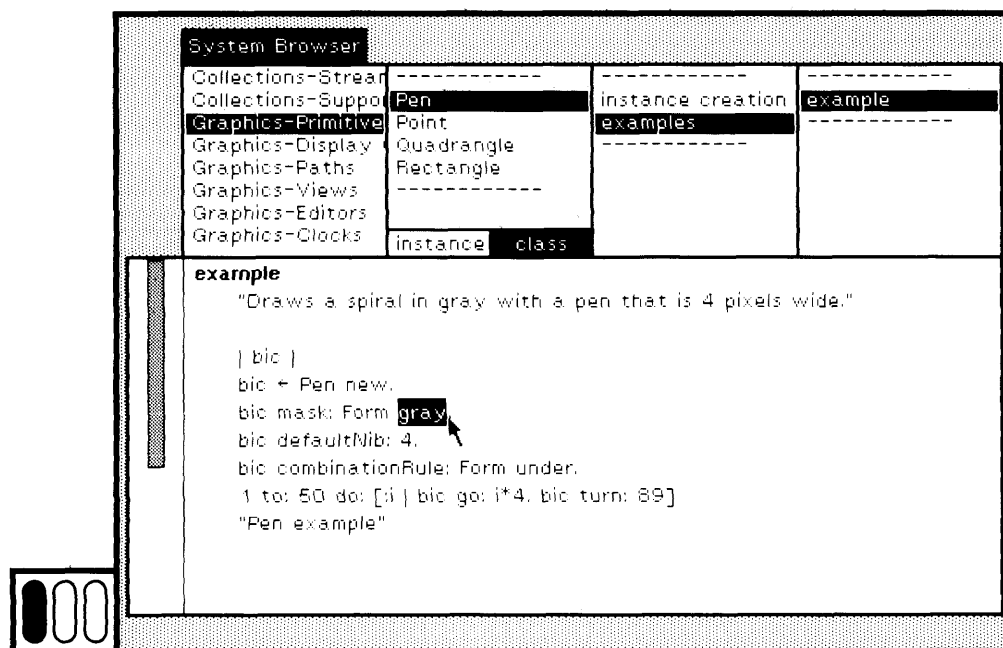 System Browser
Collections-Strear
Collections-Suppor
Graphics-Primitive
Graphics-Display
Graphics-Paths
Graphics-Views
Graphics-Editors
Graphics-Clocks
------------
Pen
Point
Quadrangle
Rectangle
------------
instance class
------------
instance creation
examples
------------
------------
example
------------
example
"Draws a spiral in gray with a pen that is 4 pixels wide."
| bic |
bic ← Pen new.
bic mask: Form gray
bic defaultNib: 4.
bic combinationRule: Form under.
1 to: 50 do: [:i | bic go: i*4. bic turn: 89]
"Pen example"